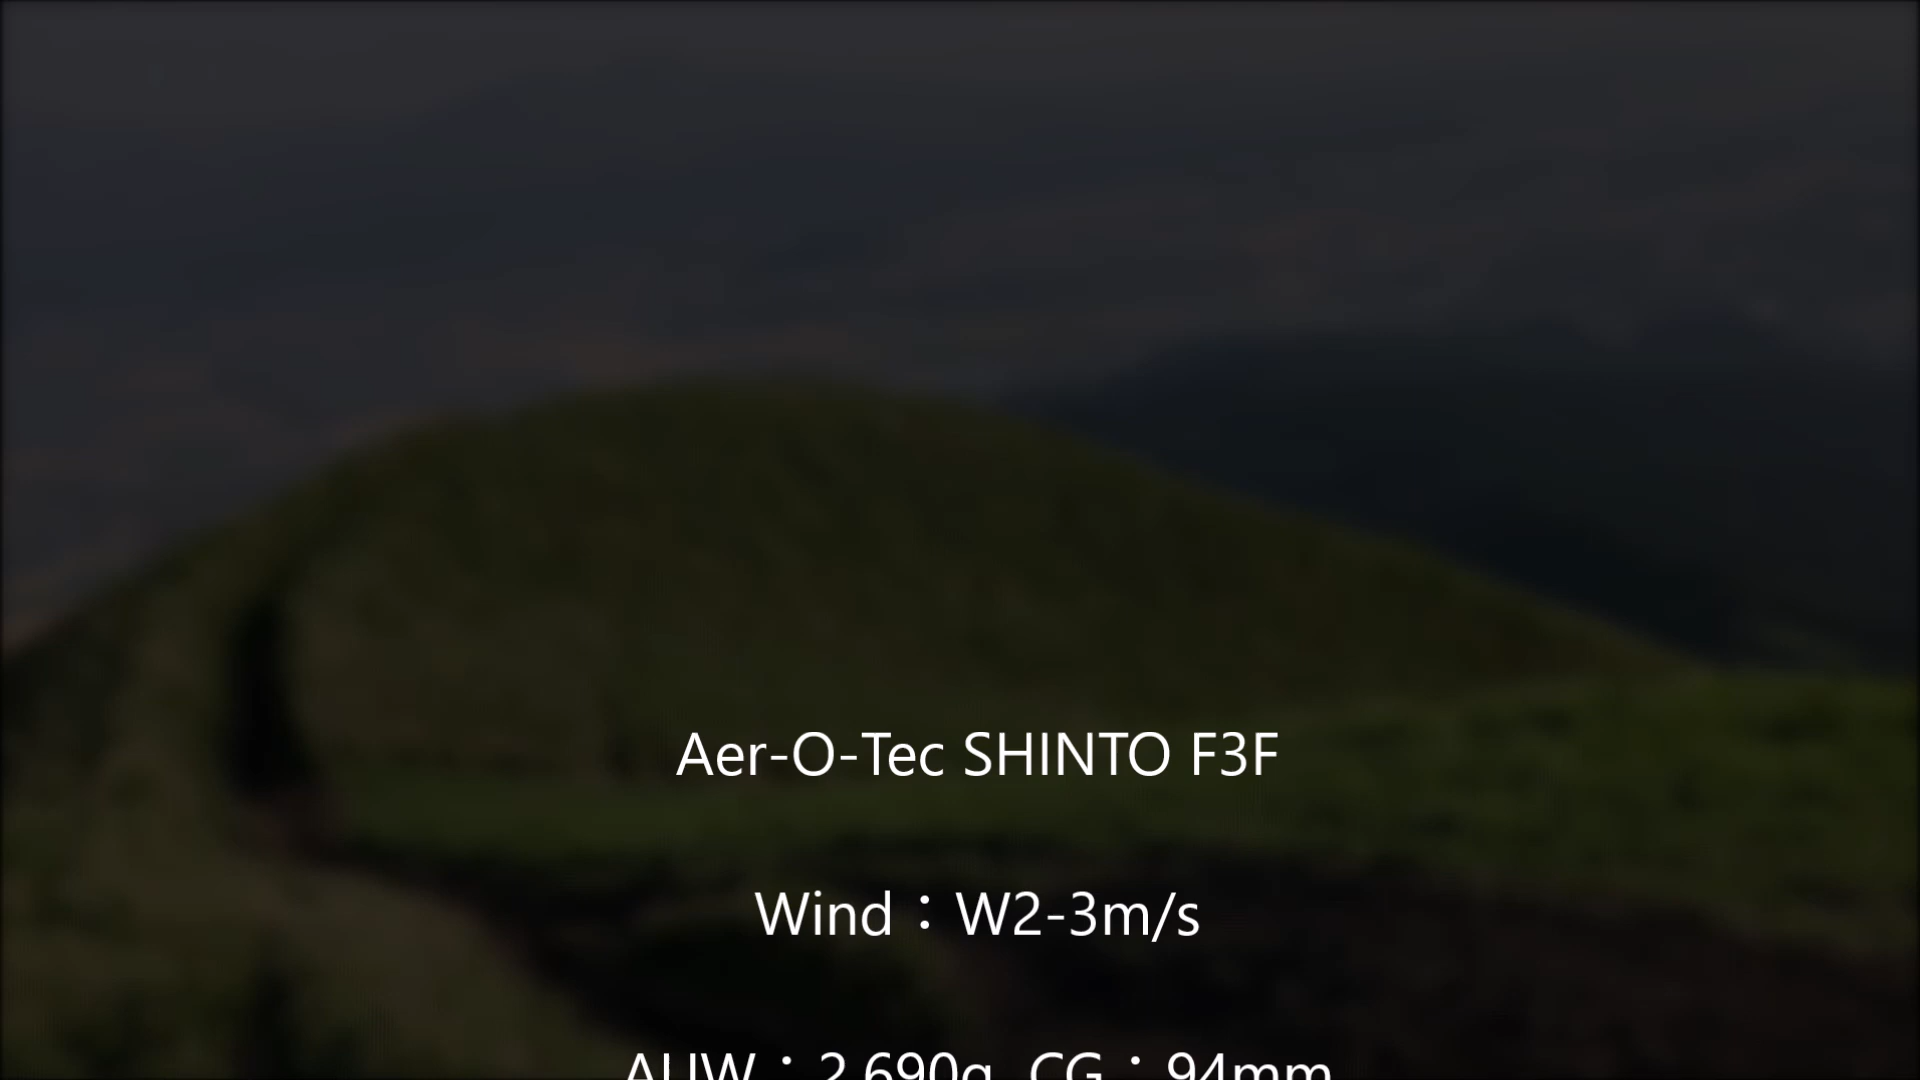 Aer-O-Tec SHINTO F3F
Wind：W2-3m/s
AUW：2,690g  CG：94mm